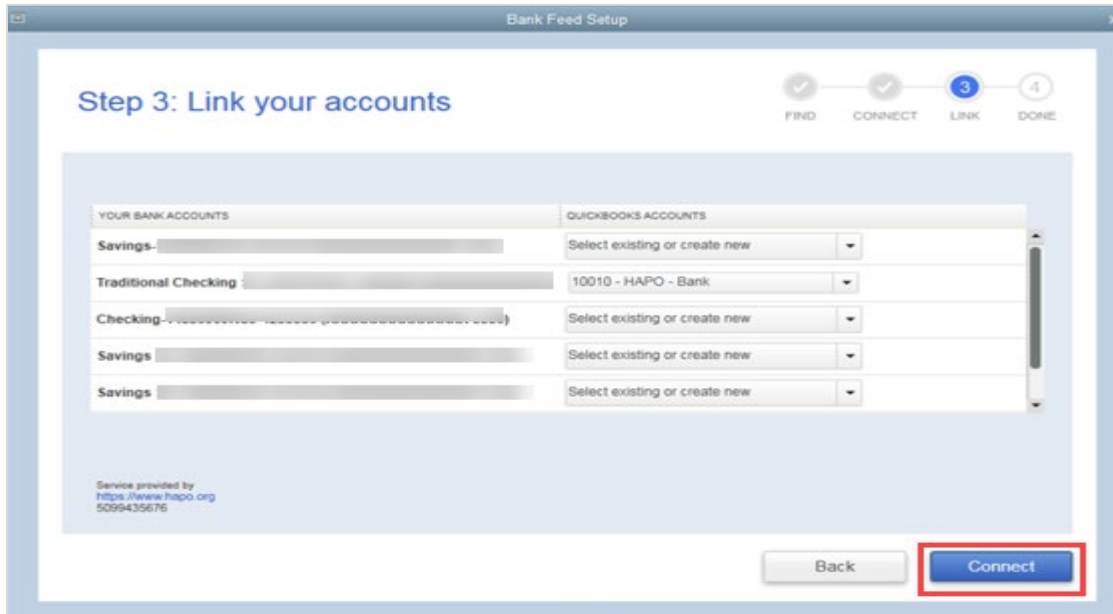 Bank Feed Setup
Step 3: Link your accounts
3
4
FIND CONNECT LINK DONE
YOUR BANK ACCOUNTS QUICKBOOKS ACCOUNTS
Savings- Select existing or create new
Traditional Checking 10010 - HAPO - Bank
Checking- Select existing or create new
Savings Select existing or create new
Savings Select existing or create new
Service provided by
https://www.hapo.org
5099435676
Back Connect